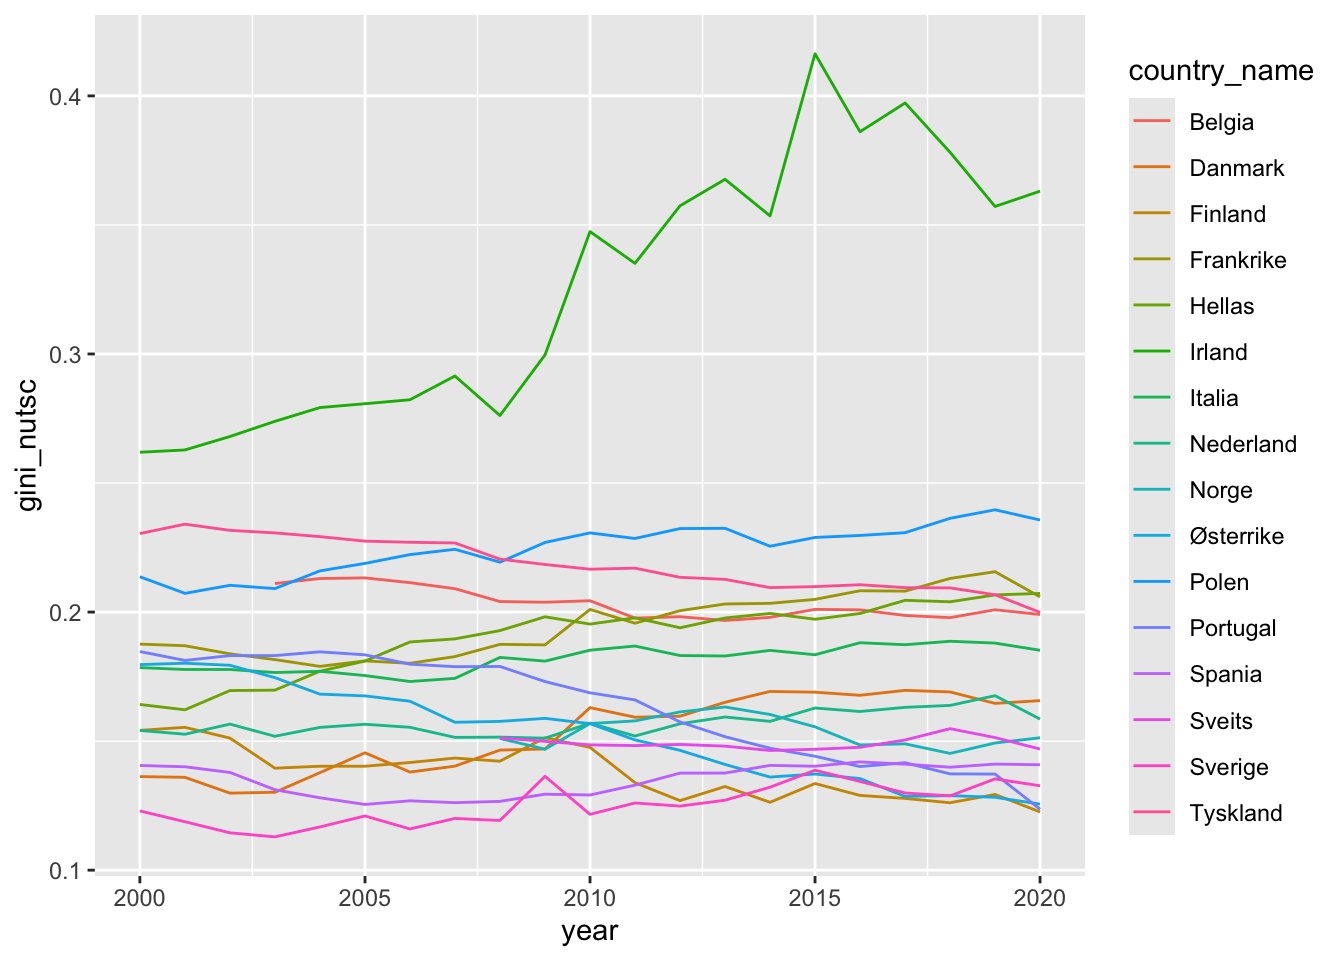 country_name
Belgia
Danmark
Finland
Frankrike
Hellas
Irland
Italia
Nederland
Norge
Østerrike
Polen
Portugal
Spania
Sveits
Sverige
Tyskland
gini_nutsc
0.4
0.3
0.2
0.1
2000 2005 2010 2015 2020
year